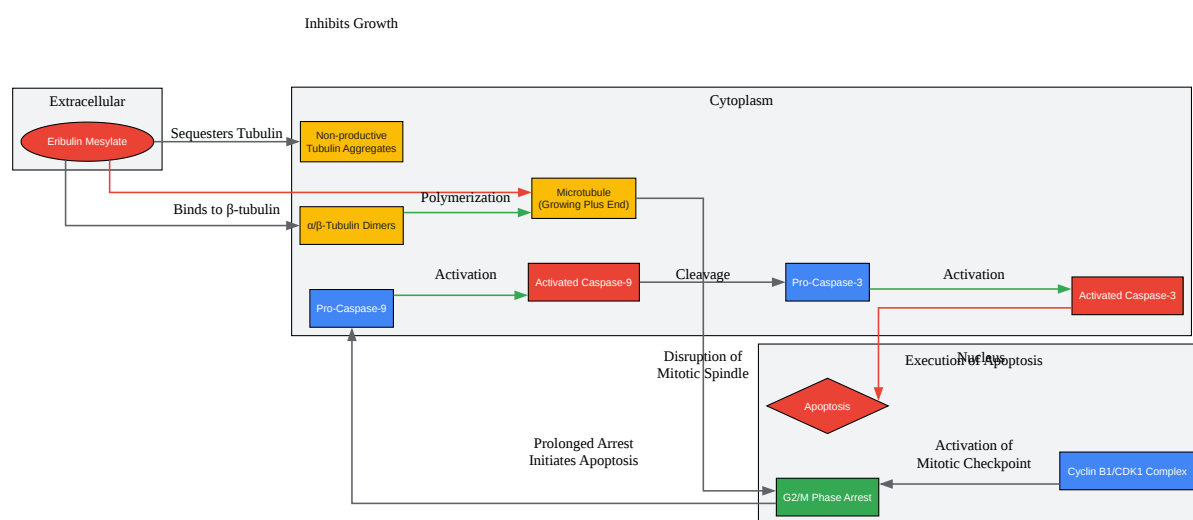 Inhibits Growth
Extracellular
Cytoplasm
Eribulin Mesylate
Sequesters Tubulin
Non-productive
Tubulin Aggregates
Polymerization
Microtubule
(Growing Plus End)
Binds to β-tubulin
α/β-Tubulin Dimers
Pro-Caspase-9
Activation
Activated Caspase-9
Cleavage
Pro-Caspase-3
Activation
Activated Caspase-3
Disruption of
Mitotic Spindle
Nucleus
Execution of Apoptosis
Apoptosis
Prolonged Arrest
Initiates Apoptosis
Activation of
Mitotic Checkpoint
Cyclin B1/CDK1 Complex
G2/M Phase Arrest